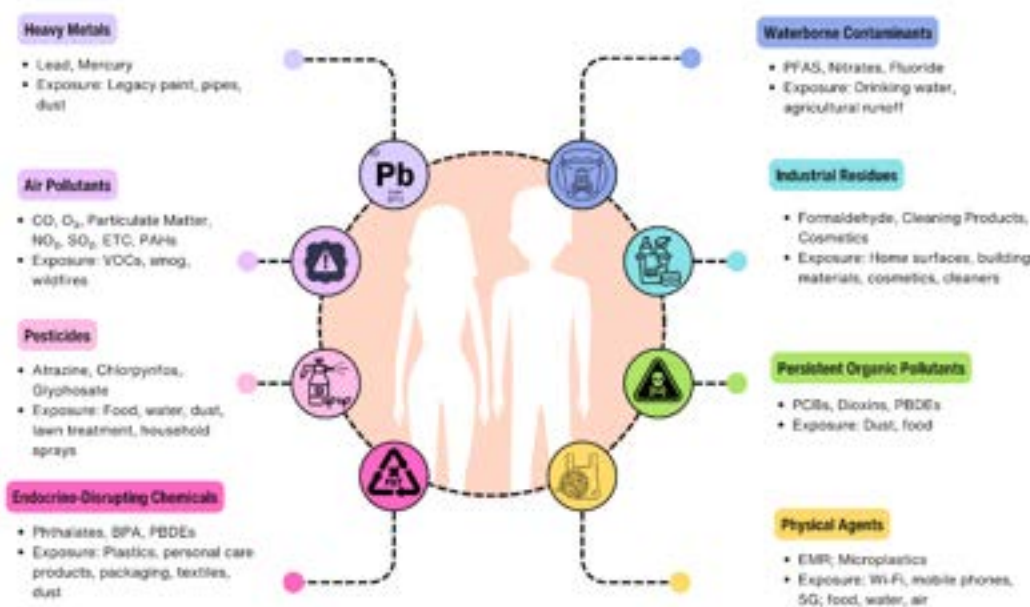 Heavy Metals
• Lead, Mercury
• Exposure: Legacy paint, pipes,
dust
Air Pollutants
• CO, O₃, Particulate Matter,
NO₂, SO₂, ETC, PAHs
• Exposure: VOCs, smog,
wildfires
Pesticides
• Atrazine, Chlorpyrifos,
Glyphosate
• Exposure: Food, water, dust,
lawn treatment, household
sprays
Endocrine-Disrupting Chemicals
• Phthalates, BPA, PBDEs
• Exposure: Plastics, personal care
products, packaging, textiles,
dust
Pb
Waterborne Contaminants
• PFAS, Nitrates, Fluoride
• Exposure: Drinking water,
agricultural runoff
Industrial Residues
• Formaldehyde, Cleaning Products,
Cosmetics
• Exposure: Home surfaces, building
materials, cosmetics, cleaners
Persistent Organic Pollutants
• PCBs, Dioxins, PBDEs
• Exposure: Dust, food
Physical Agents
• EMR; Microplastics
• Exposure: Wi-Fi, mobile phones,
5G; food, water, air